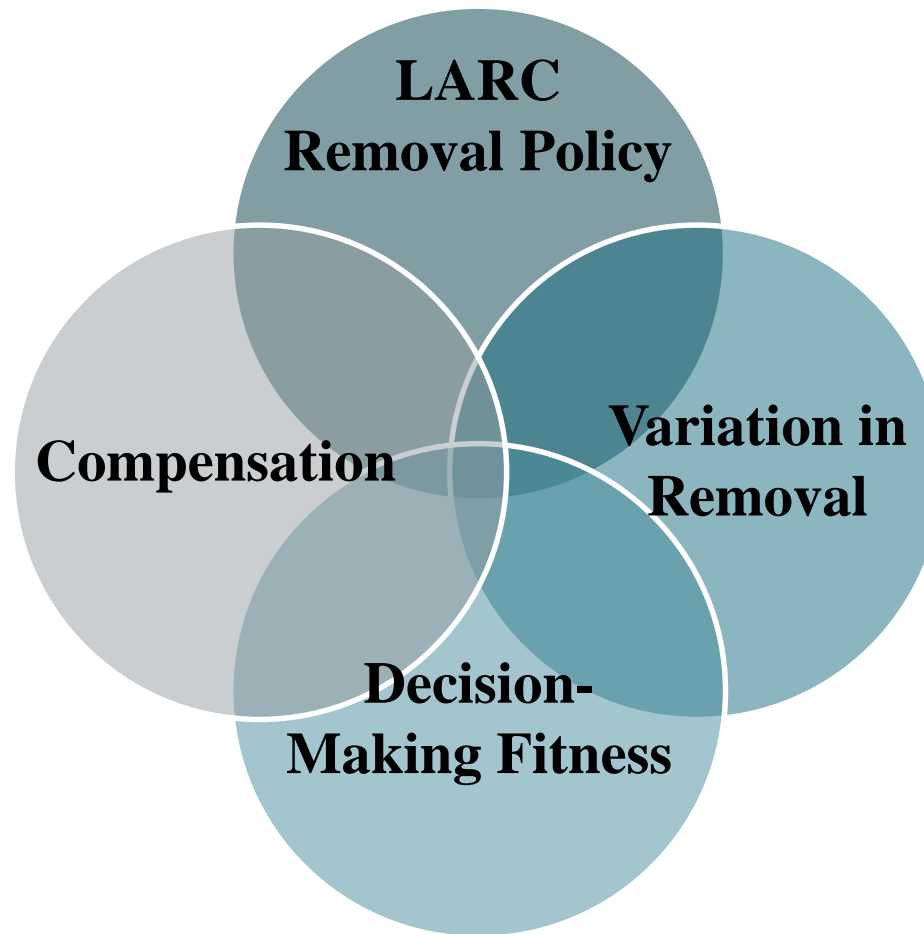 LARC
Removal Policy
Compensation
Variation in
Removal
Decision-
Making Fitness